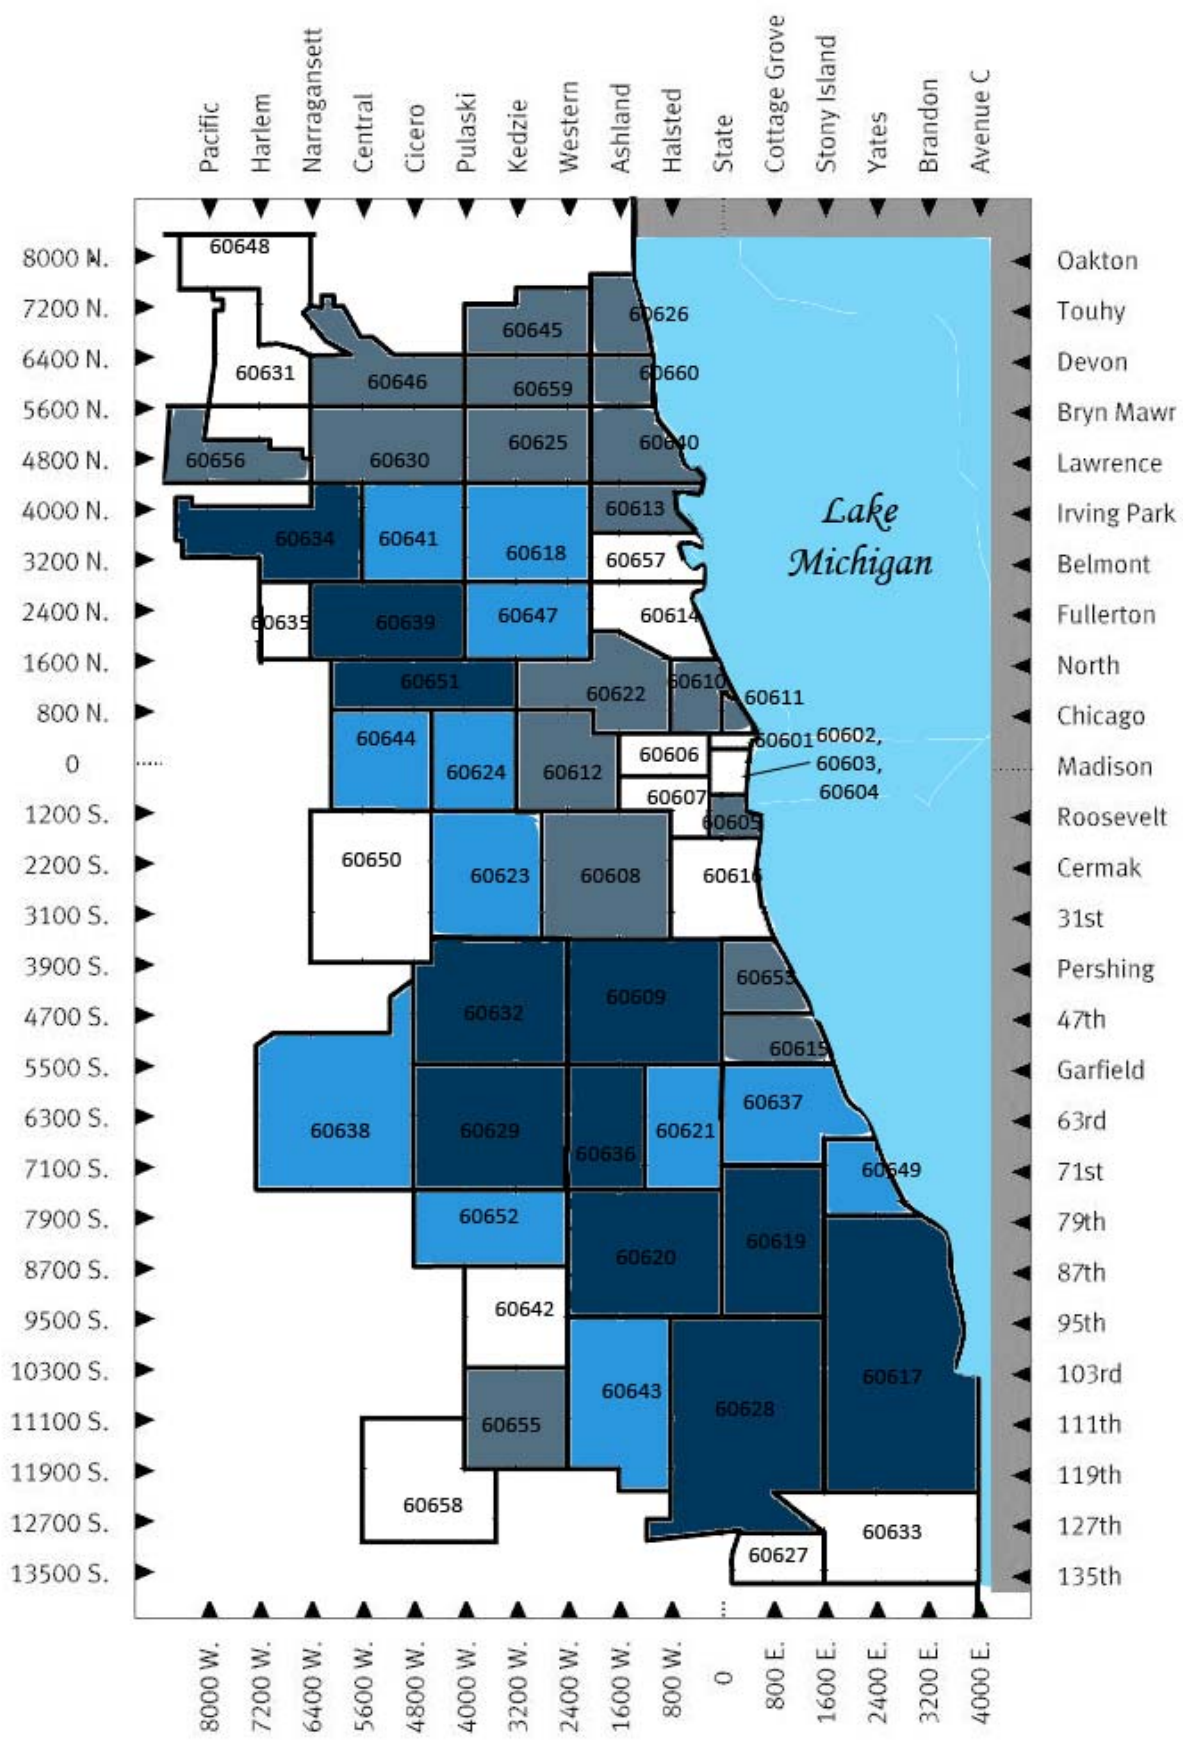 Pacific
Harlem
Narragansett
Central
Cicero
Pulaski
Kedzie
Western
Ashland
Halsted
State
Cottage Grove
Stony Island
Yates
Brandon
Avenue C
8000 N.
7200 N.
6400 N.
5600 N.
4800 N.
4000 N.
3200 N.
2400 N.
1600 N.
800 N.
0
1200 S.
2200 S.
3100 S.
3900 S.
4700 S.
5500 S.
6300 S.
7100 S.
7900 S.
8700 S.
9500 S.
10300 S.
11100 S.
11900 S.
12700 S.
13500 S.
60648
60626
60645
60631
60646
60659
60660
60656
60630
60625
60640
60634
60641
60618
60613
60657
60635
60639
60647
60614
60651
60622
60610
60611
60644
60624
60612
60606
60601
60602,
60603,
60604
60607
60605
60650
60623
60608
60616
60632
60609
60653
60615
60638
60629
60636
60621
60637
60649
60652
60620
60619
60642
60643
60628
60617
60655
60658
60627
60633
Lake
Michigan
Oakton
Touhy
Devon
Bryn Mawr
Lawrence
Irving Park
Belmont
Fullerton
North
Chicago
Madison
Roosevelt
Cermak
31st
Pershing
47th
Garfield
63rd
71st
79th
87th
95th
103rd
111th
119th
127th
135th
8000 W.
7200 W.
6400 W.
5600 W.
4800 W.
4000 W.
3200 W.
2400 W.
1600 W.
800 W.
0
800 E.
1600 E.
2400 E.
3200 E.
4000 E.